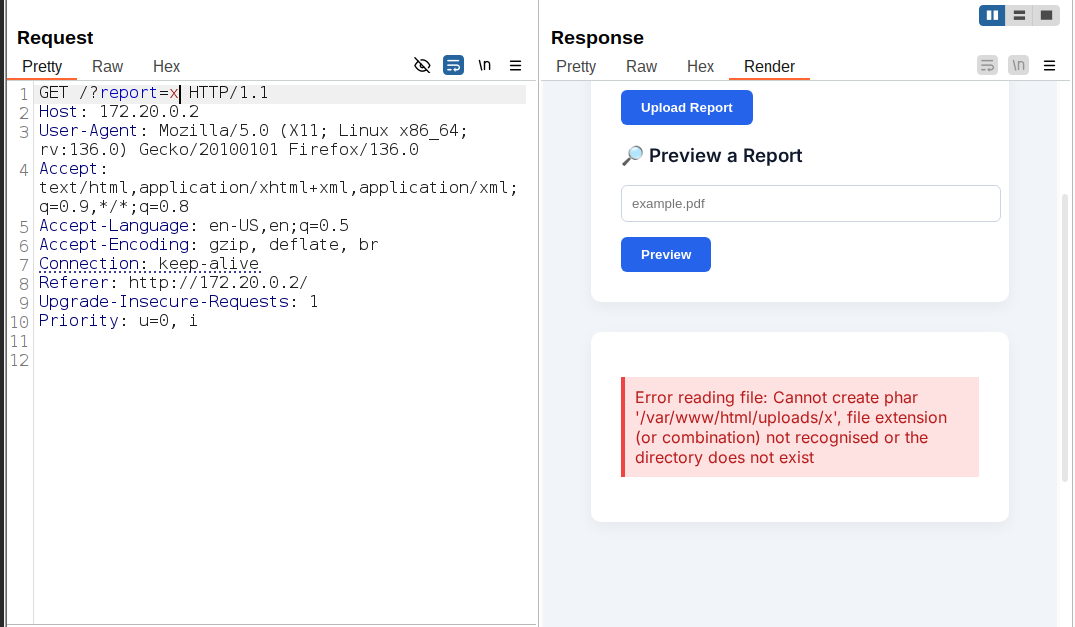 Request
Pretty Raw Hex
\n
1 GET /?report=x HTTP/1.1
2 Host: 172.20.0.2
3 User-Agent: Mozilla/5.0 (X11; Linux x86_64;
rv:136.0) Gecko/20100101 Firefox/136.0
4 Accept:
text/html,application/xhtml+xml,application/xml;
q=0.9,*/*;q=0.8
5 Accept-Language: en-US,en;q=0.5
6 Accept-Encoding: gzip, deflate, br
7 Connection: keep-alive
8 Referer: http://172.20.0.2/
9 Upgrade-Insecure-Requests: 1
10 Priority: u=0, i
11
12
Response
Pretty Raw Hex Render
\n
Upload Report
🔎 Preview a Report
example.pdf
Preview
Error reading file: Cannot create phar
'/var/www/html/uploads/x', file extension
(or combination) not recognised or the
directory does not exist